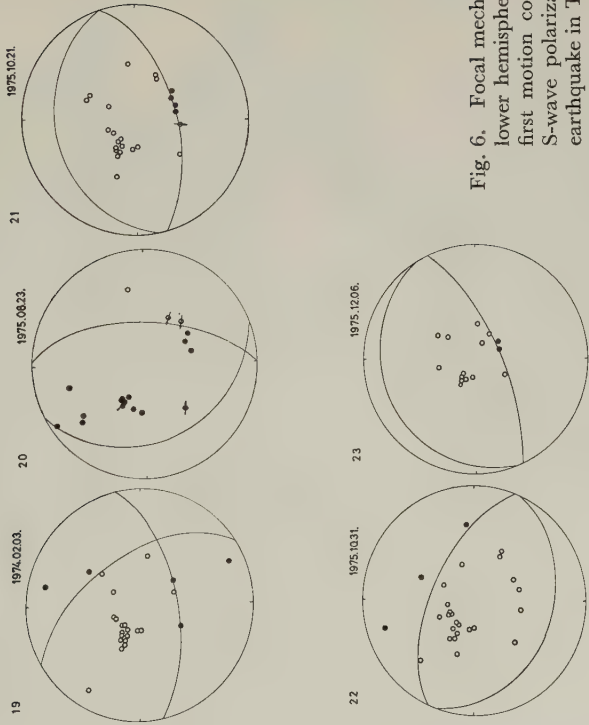 19
1974.02.03.
20
1975.08.23.
21
1975.10.21.
22
1975.10.31.
23
1975.12.06.
Fig. 6. Focal mech
lower hemisphe
first motion co
S-wave polariza
earthquake in T